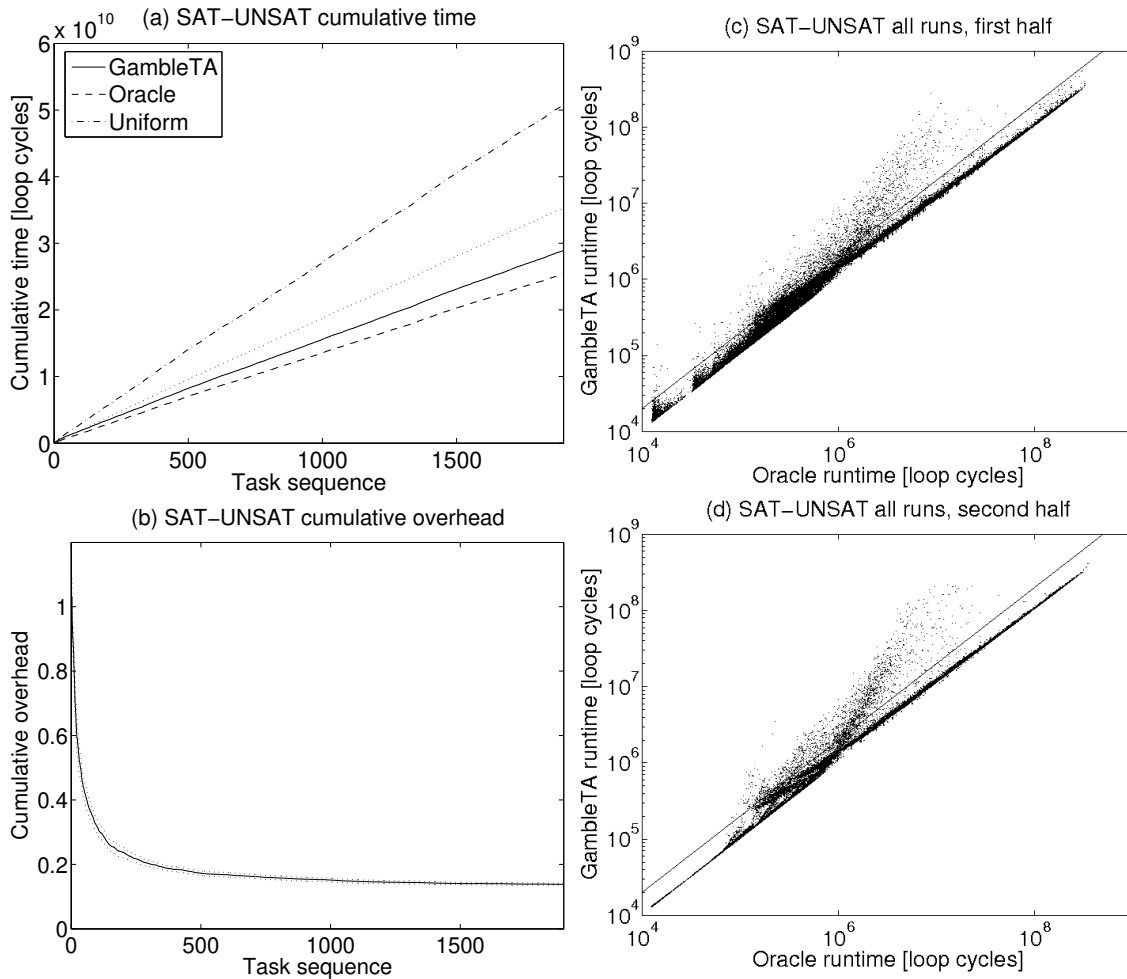 (a) SAT−UNSAT cumulative time
x 10^10
6
5
4
3
2
1
0
Cumulative time [loop cycles]
GambleTA
Oracle
Uniform
0 500 1000 1500
Task sequence
(b) SAT−UNSAT cumulative overhead
1
0.8
0.6
0.4
0.2
0
Cumulative overhead
0 500 1000 1500
Task sequence
(c) SAT−UNSAT all runs, first half
10^9
10^8
10^7
10^6
10^5
10^4
GambleTA runtime [loop cycles]
10^4 10^6 10^8
Oracle runtime [loop cycles]
(d) SAT−UNSAT all runs, second half
10^9
10^8
10^7
10^6
10^5
10^4
GambleTA runtime [loop cycles]
10^4 10^6 10^8
Oracle runtime [loop cycles]